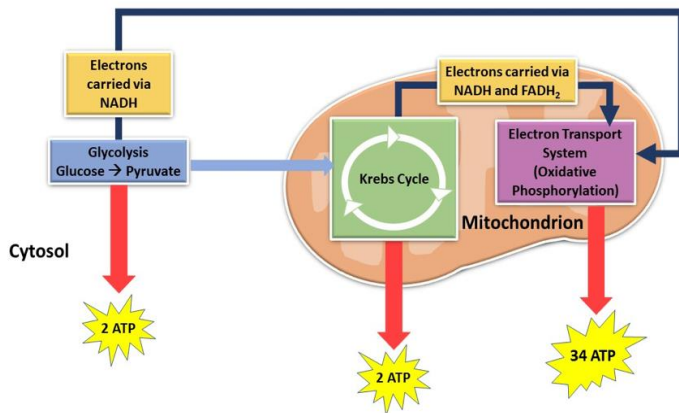 Electrons
carried via
NADH
Electrons carried via
NADH and FADH₂
Glycolysis
Glucose → Pyruvate
Krebs Cycle
Electron Transport
System
(Oxidative
Phosphorylation)
Mitochondrion
Cytosol
2 ATP
2 ATP
34 ATP